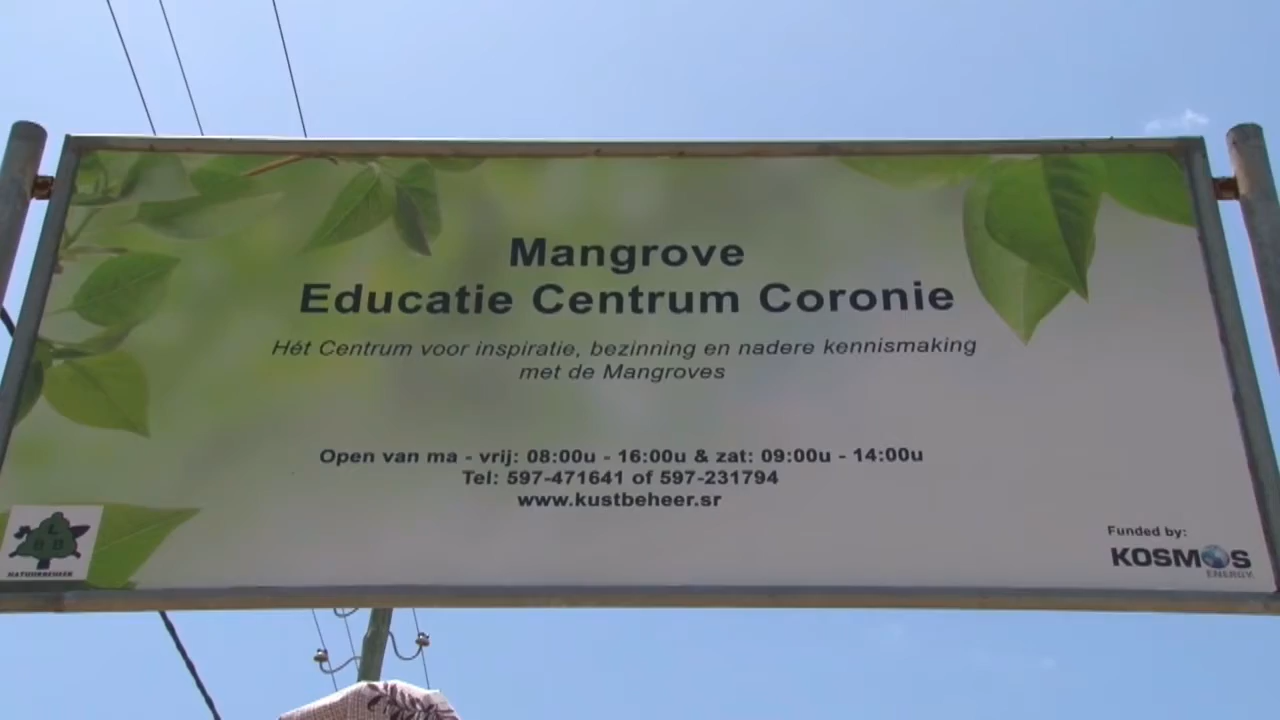 Mangrove
Educatie Centrum Coronie
Hét Centrum voor inspiratie, bezinning en nadere kennismaking
met de Mangroves
Open van ma - vrij: 08:00u - 16:00u & zat: 09:00u - 14:00u
Tel: 597-471641 of 597-231794
www.kustbeheer.sr
L
B B
NATUURBEHEER
Funded by:
KOSMOS
ENERGY